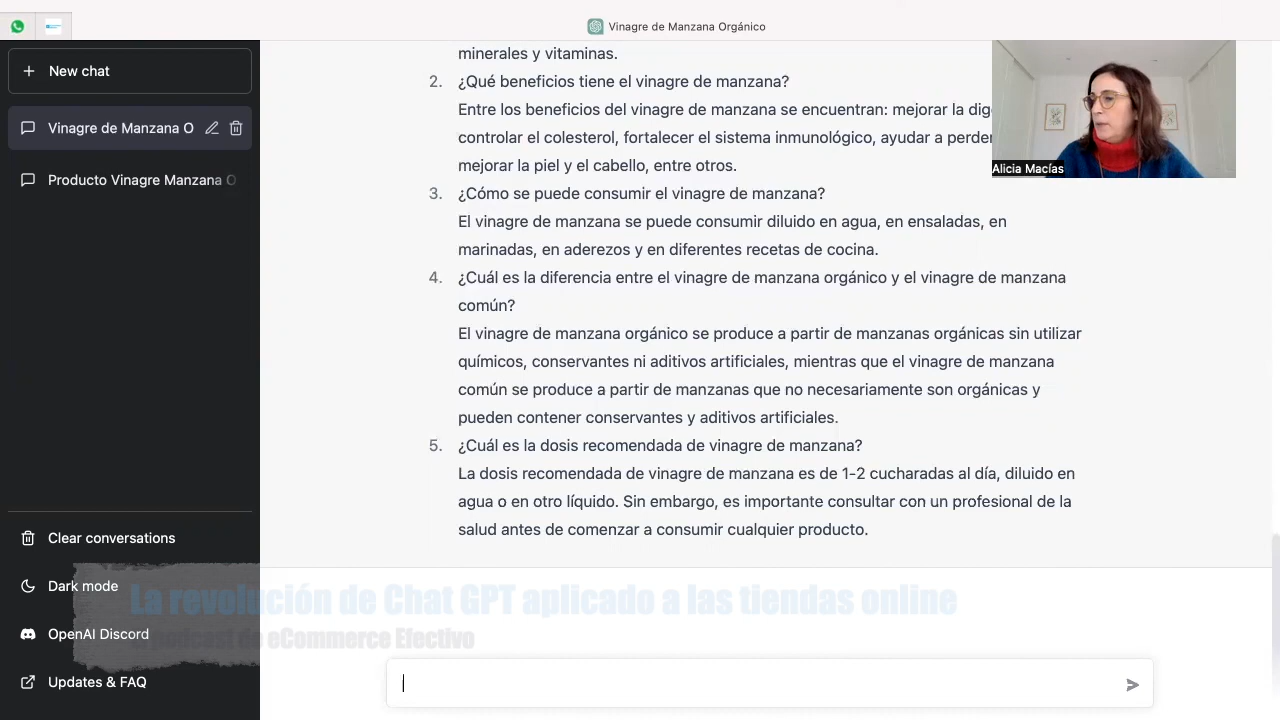 Vinagre de Manzana Orgánico
New chat
Vinagre de Manzana O
Producto Vinagre Manzana O
Clear conversations
Dark mode
OpenAI Discord
Updates & FAQ
minerales y vitaminas.
2. ¿Qué beneficios tiene el vinagre de manzana?
Entre los beneficios del vinagre de manzana se encuentran: mejorar la dig
controlar el colesterol, fortalecer el sistema inmunológico, ayudar a perder
mejorar la piel y el cabello, entre otros.
3. ¿Cómo se puede consumir el vinagre de manzana?
El vinagre de manzana se puede consumir diluido en agua, en ensaladas, en
marinadas, en aderezos y en diferentes recetas de cocina.
4. ¿Cuál es la diferencia entre el vinagre de manzana orgánico y el vinagre de manzana
común?
El vinagre de manzana orgánico se produce a partir de manzanas orgánicas sin utilizar
químicos, conservantes ni aditivos artificiales, mientras que el vinagre de manzana
común se produce a partir de manzanas que no necesariamente son orgánicas y
pueden contener conservantes y aditivos artificiales.
5. ¿Cuál es la dosis recomendada de vinagre de manzana?
La dosis recomendada de vinagre de manzana es de 1-2 cucharadas al día, diluido en
agua o en otro líquido. Sin embargo, es importante consultar con un profesional de la
salud antes de comenzar a consumir cualquier producto.
Alicia Macías
La revolución de Chat GPT aplicado a las tiendas online
podcast de eCommerce Efectivo